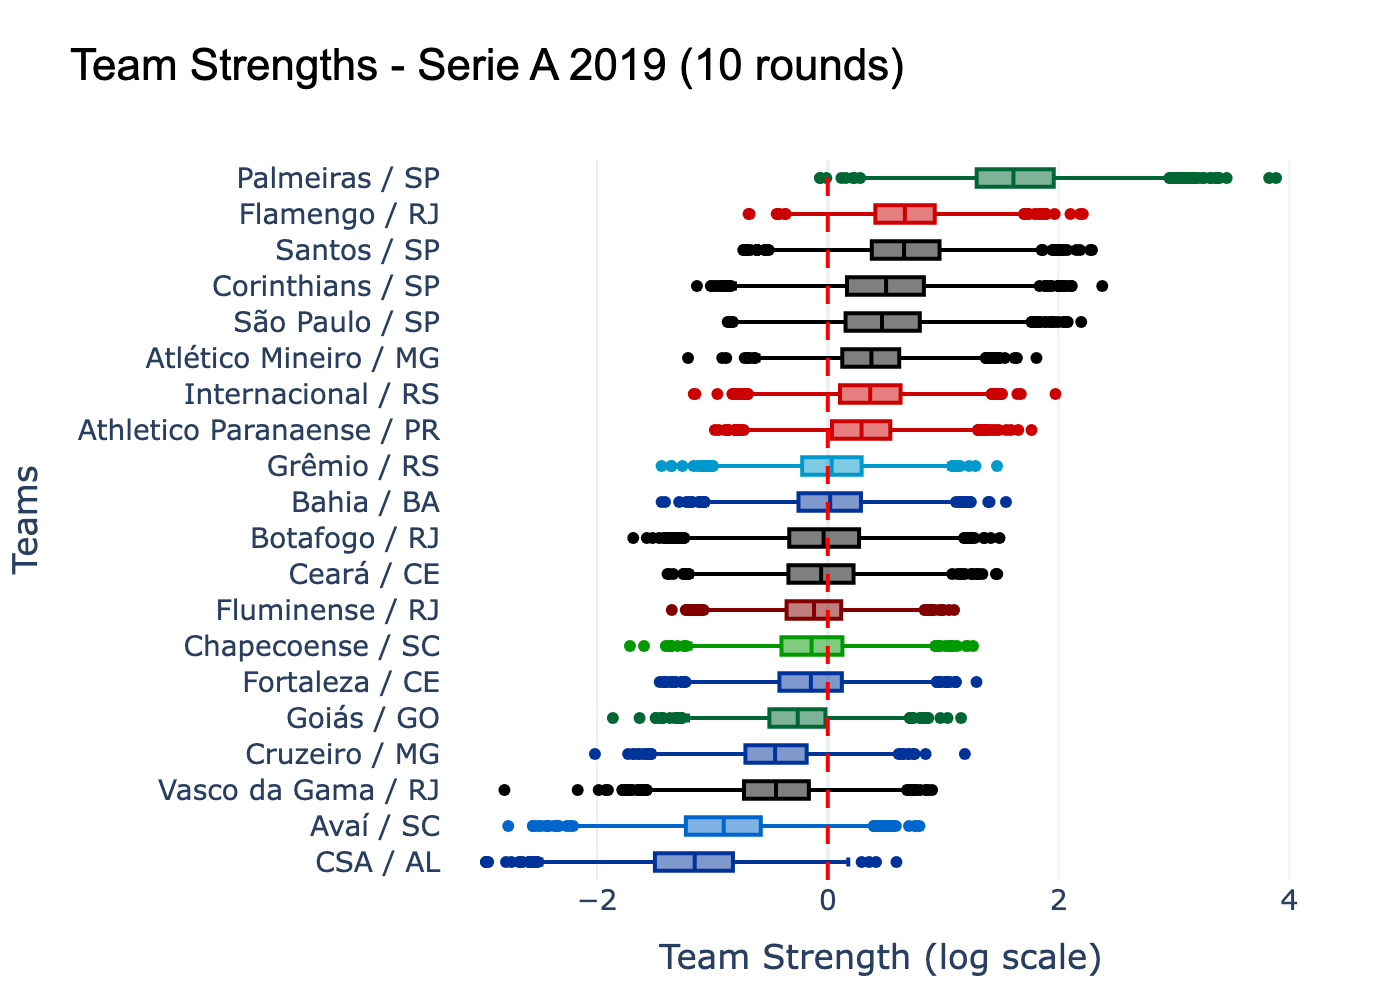 Team Strengths - Serie A 2019 (10 rounds)
Teams
Palmeiras / SP
Flamengo / RJ
Santos / SP
Corinthians / SP
São Paulo / SP
Atlético Mineiro / MG
Internacional / RS
Athletico Paranaense / PR
Grêmio / RS
Bahia / BA
Botafogo / RJ
Ceará / CE
Fluminense / RJ
Chapecoense / SC
Fortaleza / CE
Goiás / GO
Cruzeiro / MG
Vasco da Gama / RJ
Avaí / SC
CSA / AL
−2 0 2 4
Team Strength (log scale)